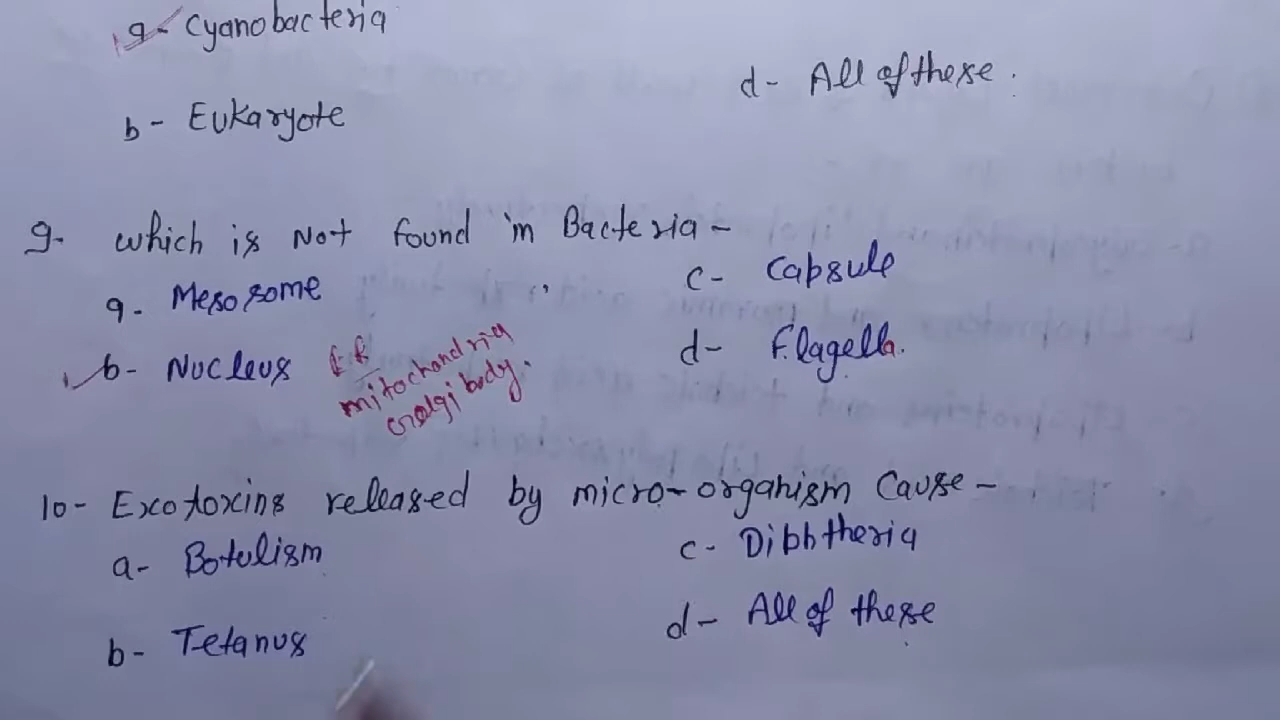 a- Cyanobacteria
b- Eukaryote
d- All of these.
9- which is Not found in Bacteria-
a- Mesosome
b- Nucleus
mitochondria
Golgi body.
c- Capsule
d- Flagella.
10- Exotoxins released by micro-organism Cause-
a- Botulism
b- Tetanus
c- Diphtheria
d- All of these